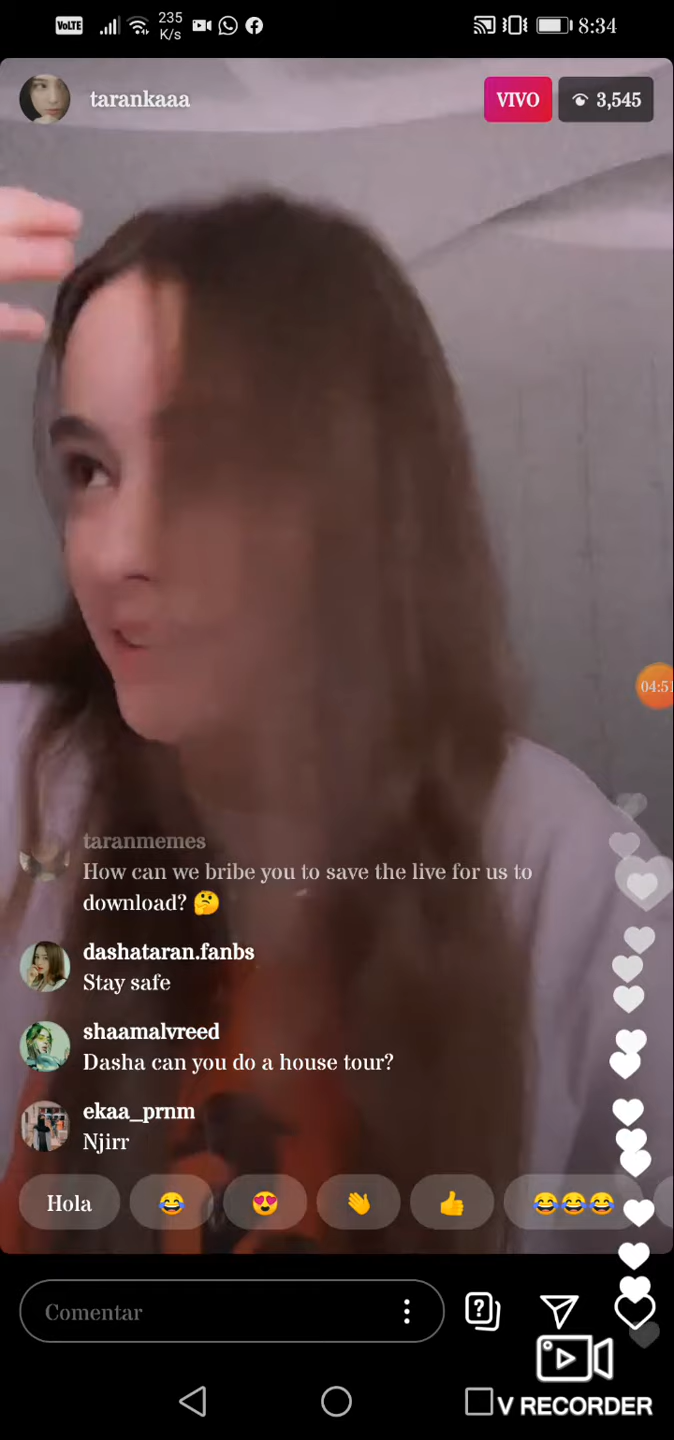 VoLTE
235
K/s
8:34
tarankaaa
VIVO
3,545
04:51
taranmemes
How can we bribe you to save the live for us to
download? 🤔
dashataran.fanbs
Stay safe
shaamalvreed
Dasha can you do a house tour?
ekaa_prnm
Njirr
Hola
😂
😍
👋
👍
😂😂😂
Comentar
V RECORDER